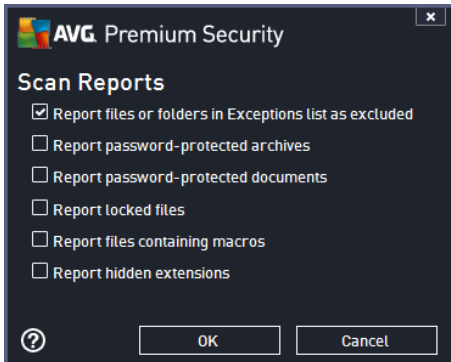 AVG Premium Security
Scan Reports
Report files or folders in Exceptions list as excluded
Report password-protected archives
Report password-protected documents
Report locked files
Report files containing macros
Report hidden extensions
? OK Cancel